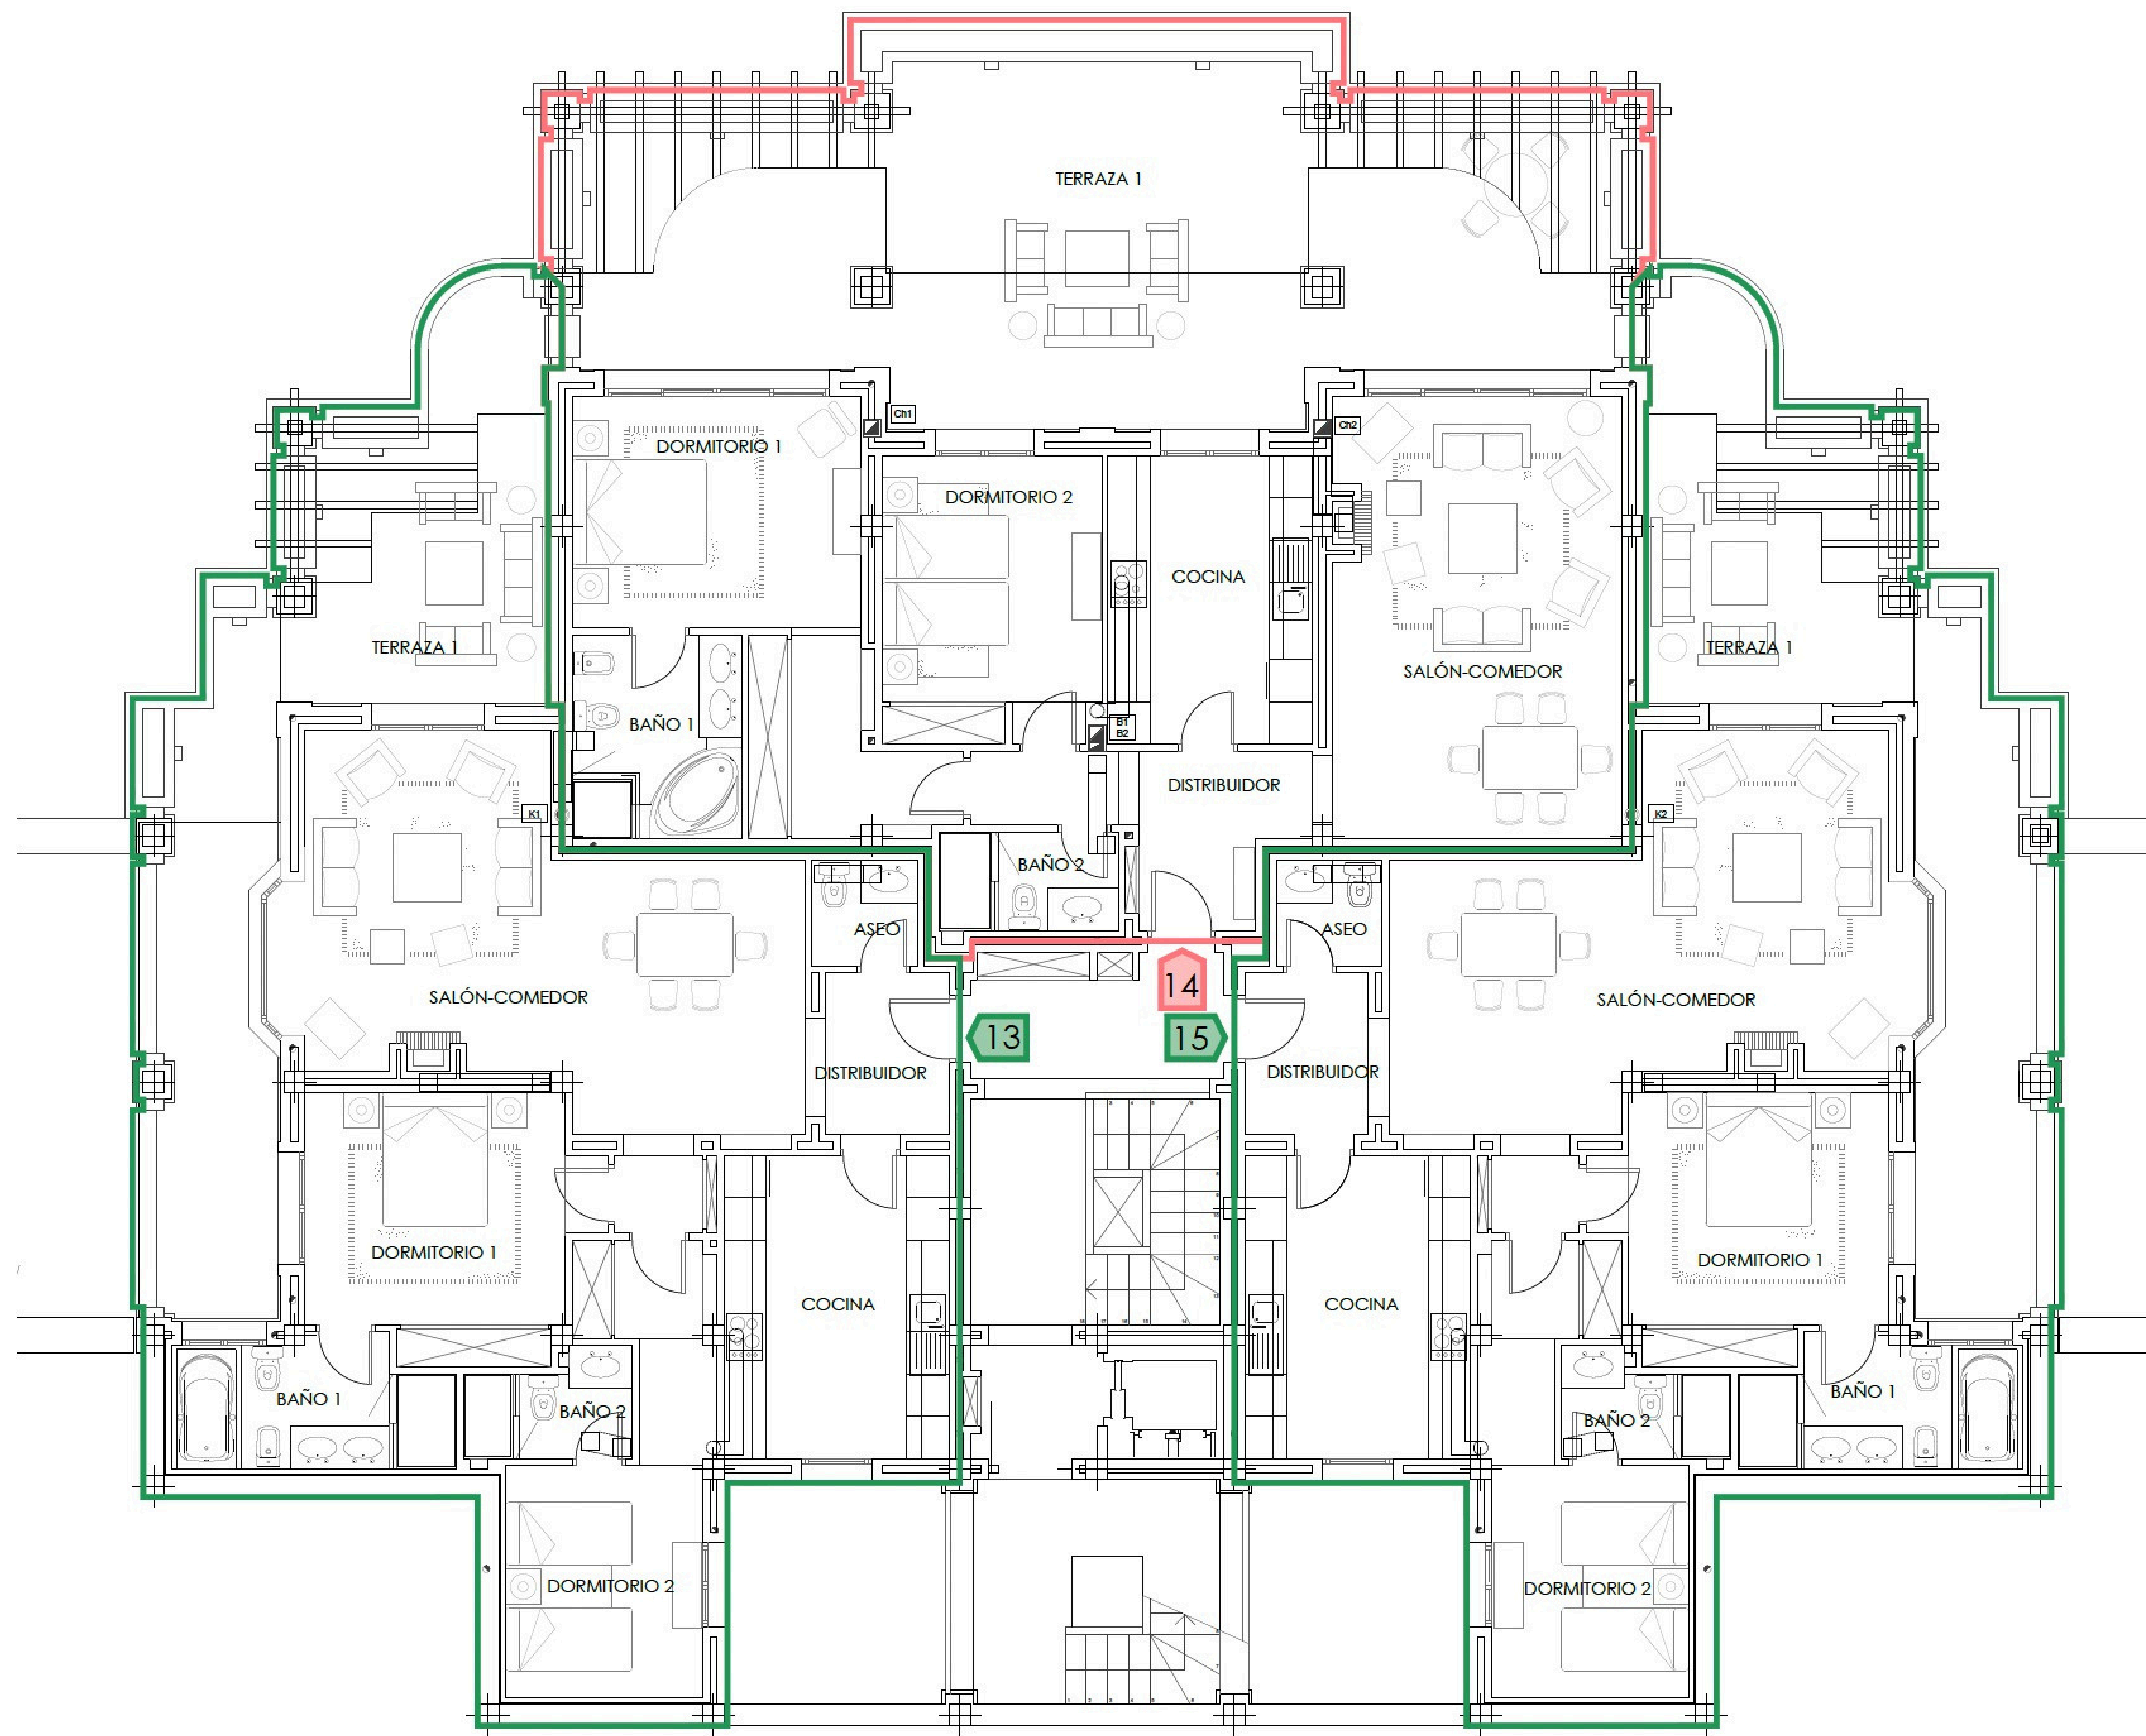 TERRAZA 1
Ch1
Ch2
DORMITORIO 1
DORMITORIO 2
COCINA
TERRAZA 1
SALÓN-COMEDOR
TERRAZA 1
BAÑO 1
B1
B2
DISTRIBUIDOR
K1
K2
BAÑO 2
ASEO
ASEO
14
SALÓN-COMEDOR
SALÓN-COMEDOR
13
15
DISTRIBUIDOR
DISTRIBUIDOR
DORMITORIO 1
DORMITORIO 1
COCINA
COCINA
BAÑO 1
BAÑO 2
BAÑO 2
BAÑO 1
DORMITORIO 2
DORMITORIO 2